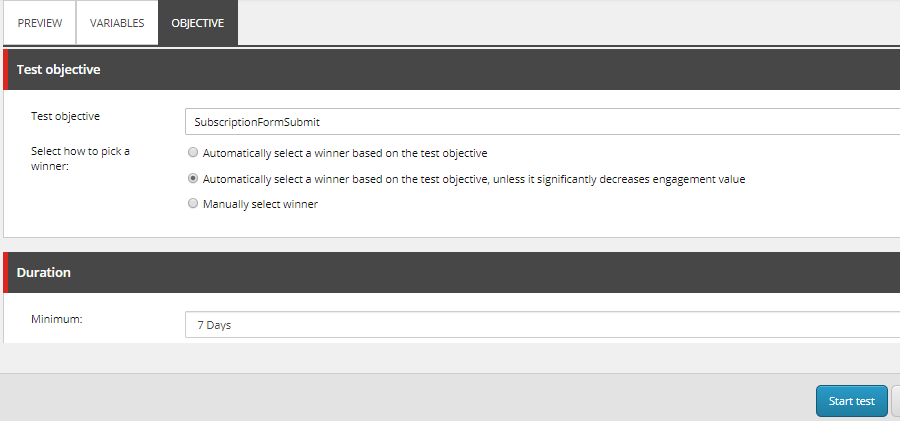 PREVIEW VARIABLES OBJECTIVE
Test objective
Test objective SubscriptionFormSubmit
Select how to pick a
winner:
Automatically select a winner based on the test objective
Automatically select a winner based on the test objective, unless it significantly decreases engagement value
Manually select winner
Duration
Minimum: 7 Days
Start test